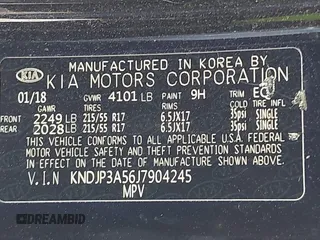 MANUFACTURED IN KOREA BY
KIA KIA MOTORS CORPORATION
01/18 GVWR 4101 LB PAINT 9H TRIM EQ
TIRES RIMS COLD TIRE INFL
FRONT 2249 LB 215/55 R17 6.5JX17 35psi SINGLE
REAR 2028 LB 215/55 R17 6.5JX17 35psi SINGLE
THIS VEHICLE CONFORMS TO ALL APPLICABLE U.S.A. FEDERAL
MOTOR VEHICLE SAFETY AND THEFT PREVENTION STANDARDS
IN EFFECT ON THE DATE OF MANUFACTURE SHOWN ABOVE.
V.I.N KNDJP3A56J7904245
MPV
DREAMBID